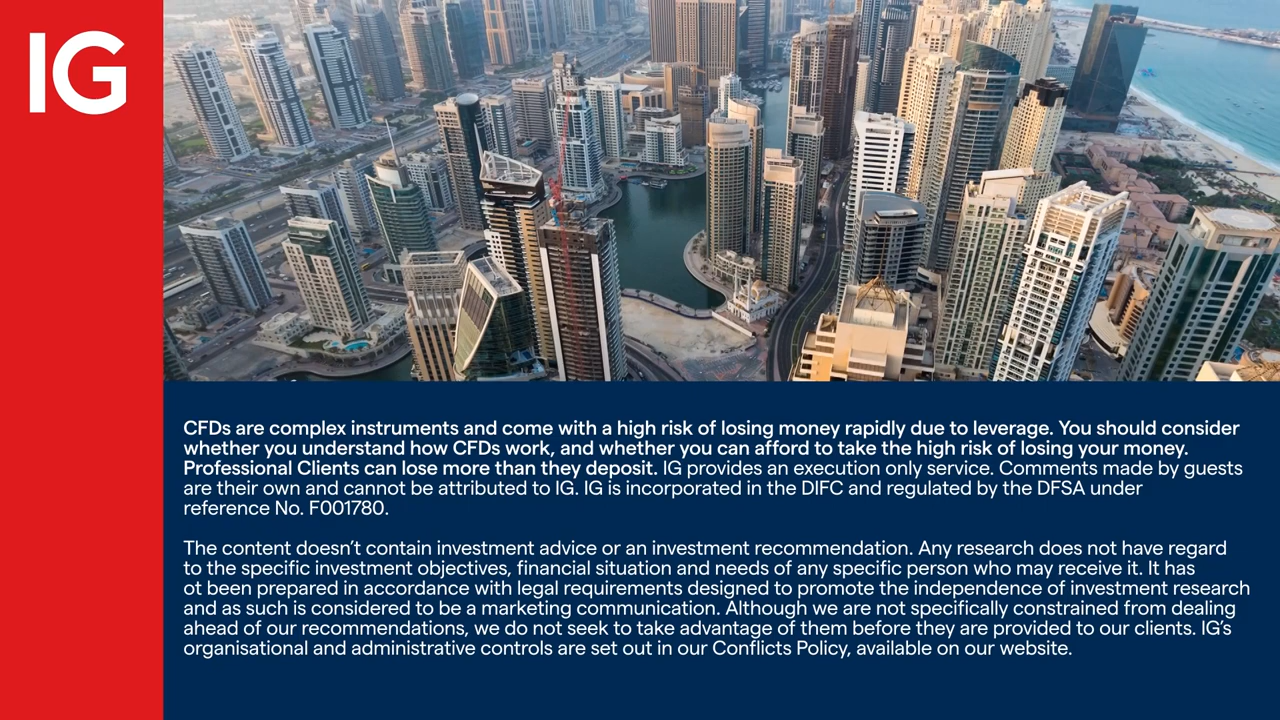 IG
CFDs are complex instruments and come with a high risk of losing money rapidly due to leverage. You should consider
whether you understand how CFDs work, and whether you can afford to take the high risk of losing your money.
Professional Clients can lose more than they deposit. IG provides an execution only service. Comments made by guests
are their own and cannot be attributed to IG. IG is incorporated in the DIFC and regulated by the DFSA under
reference No. F001780.
The content doesn’t contain investment advice or an investment recommendation. Any research does not have regard
to the specific investment objectives, financial situation and needs of any specific person who may receive it. It has
ot been prepared in accordance with legal requirements designed to promote the independence of investment research
and as such is considered to be a marketing communication. Although we are not specifically constrained from dealing
ahead of our recommendations, we do not seek to take advantage of them before they are provided to our clients. IG’s
organisational and administrative controls are set out in our Conflicts Policy, available on our website.